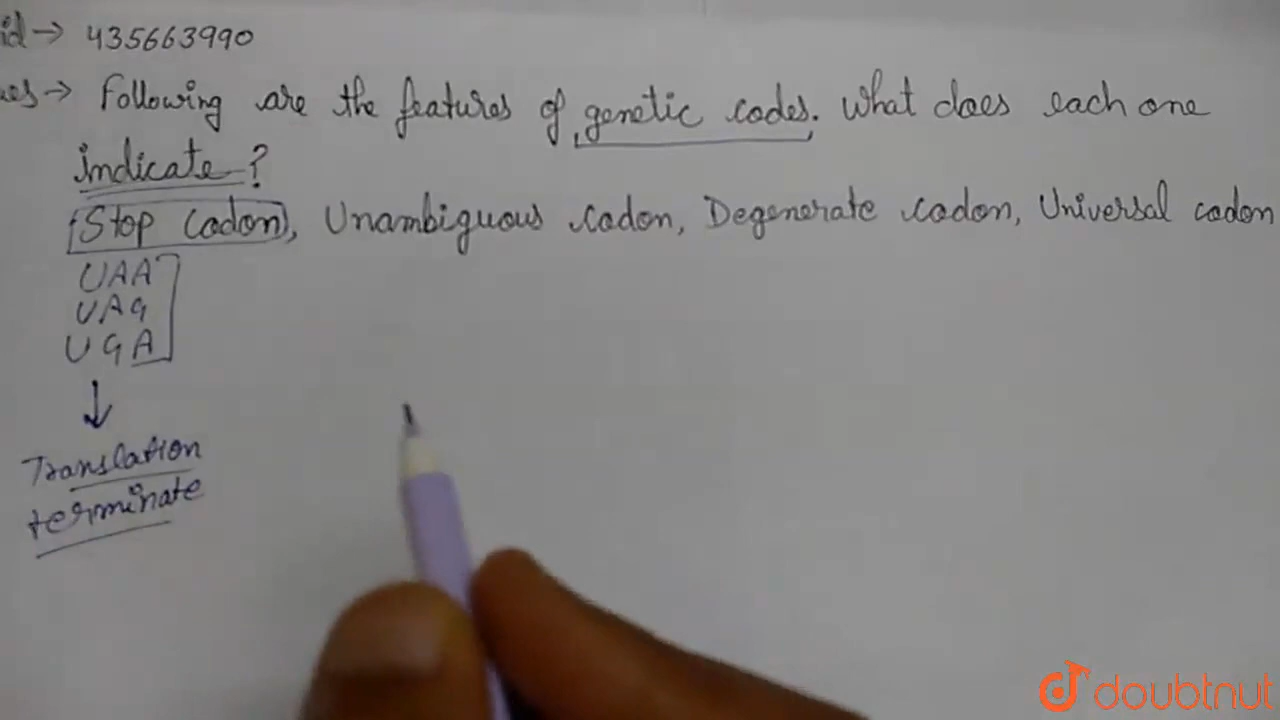 id → 435663990
ues → Following are the features of genetic codes. What does each one
indicate?
Stop codon, Unambiguous codon, Degenerate codon, Universal codon
UAA
UAG
UGA
↓
Translation
terminate
doubtnut